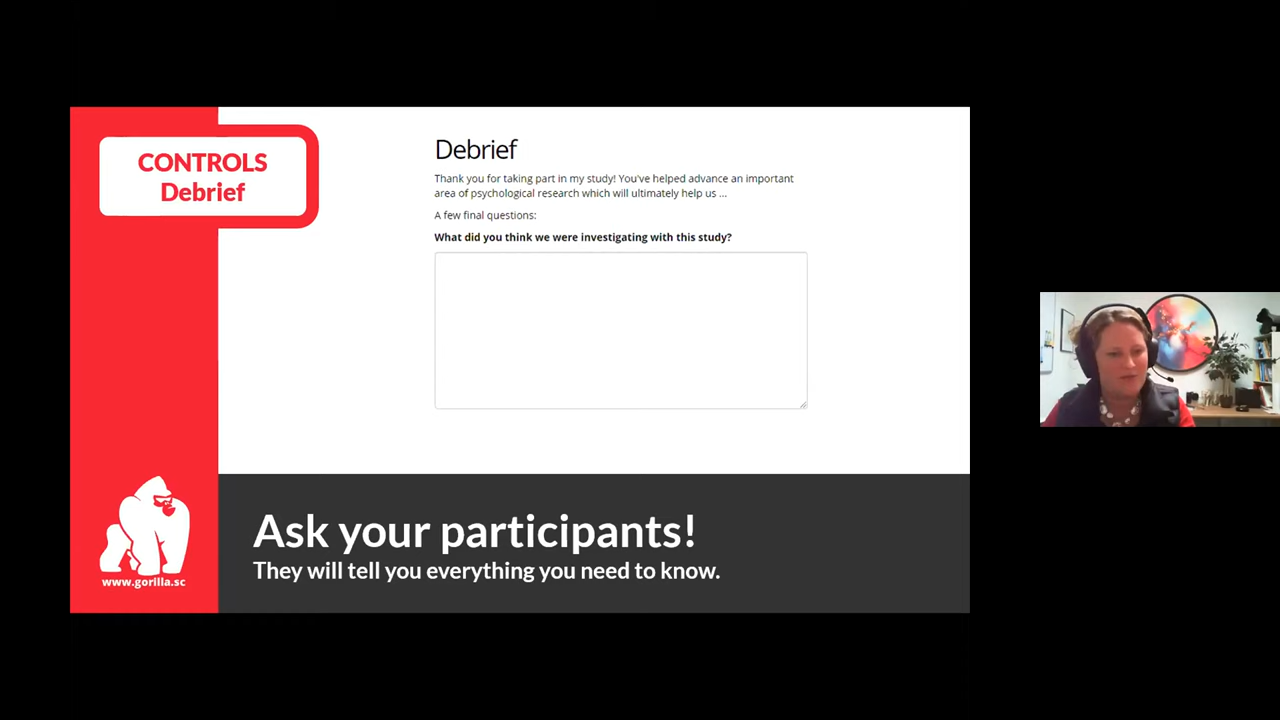 CONTROLS
Debrief
Debrief
Thank you for taking part in my study! You've helped advance an important
area of psychological research which will ultimately help us ...
A few final questions:
What did you think we were investigating with this study?
Ask your participants!
They will tell you everything you need to know.
www.gorilla.sc